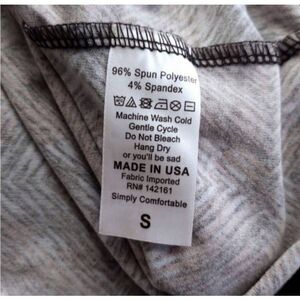 96% Spun Polyester
4% Spandex
Machine Wash Cold
Gentle Cycle
Do Not Bleach
Hang Dry
or you'll be sad
MADE IN USA
Fabric Imported
RN# 142161
Simply Comfortable
S